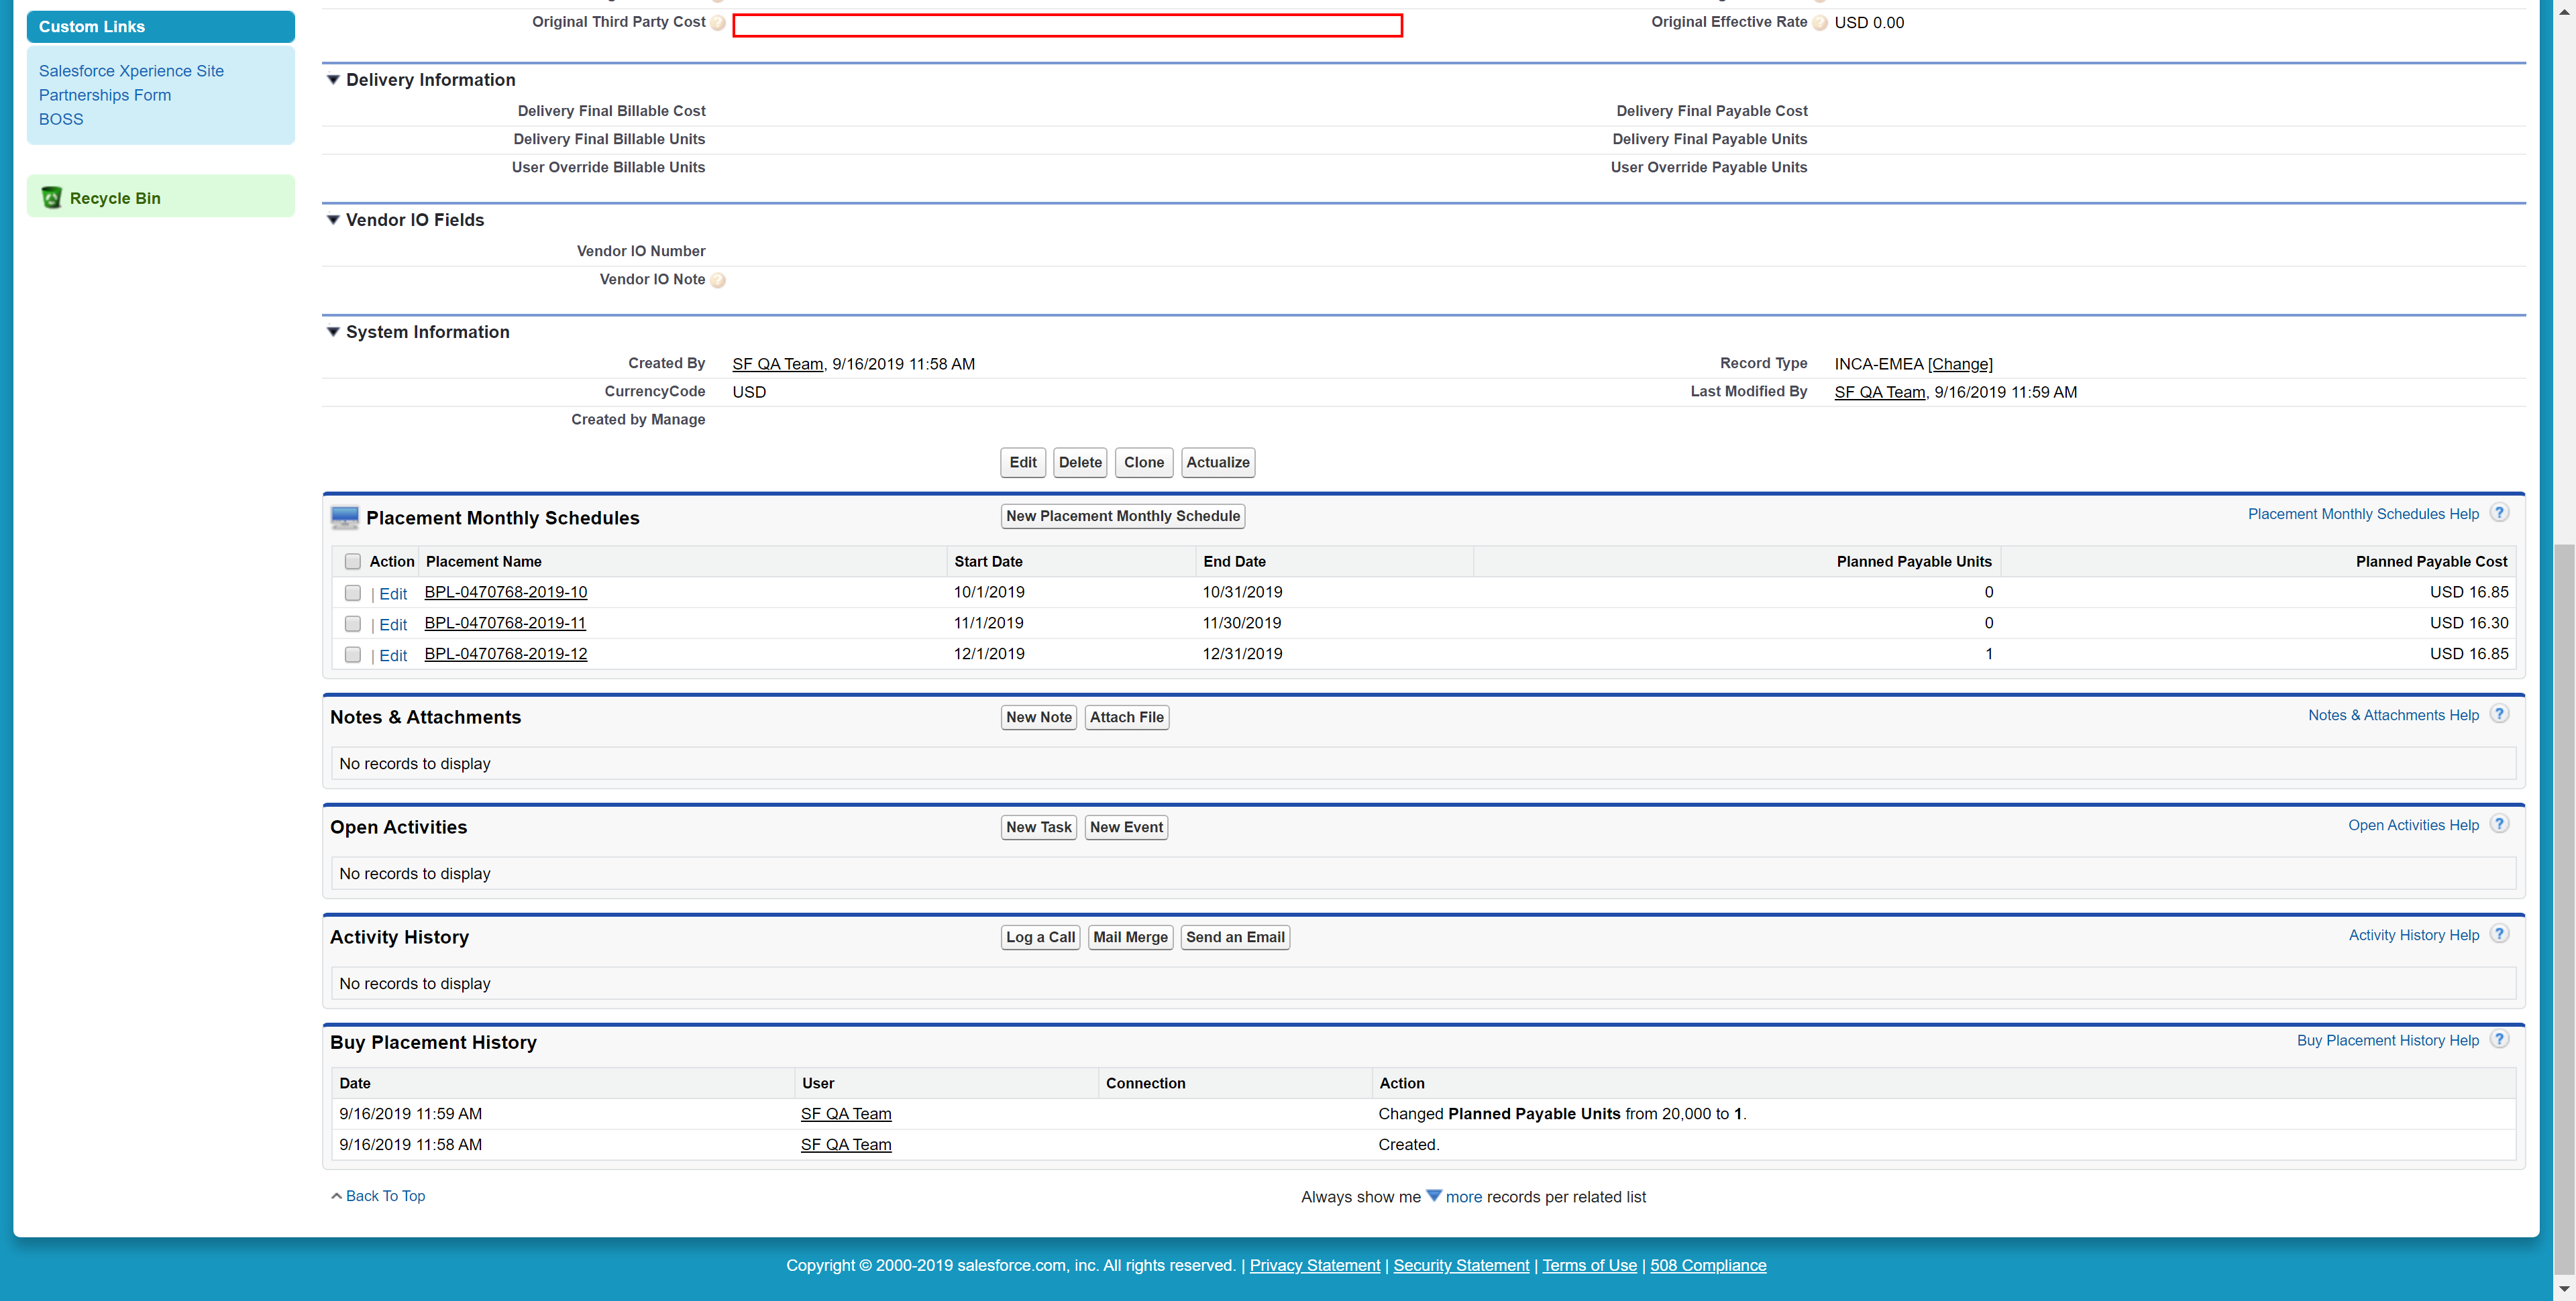 Custom Links
Salesforce Xperience Site
Partnerships Form
BOSS
Recycle Bin
Original Third Party Cost
Original Effective Rate USD 0.00
Delivery Information
Delivery Final Billable Cost Delivery Final Payable Cost
Delivery Final Billable Units Delivery Final Payable Units
User Override Billable Units User Override Payable Units
Vendor IO Fields
Vendor IO Number
Vendor IO Note
System Information
Created By SF QA Team, 9/16/2019 11:58 AM Record Type INCA-EMEA [Change]
CurrencyCode USD Last Modified By SF QA Team, 9/16/2019 11:59 AM
Created by Manage
Edit Delete Clone Actualize
Placement Monthly Schedules New Placement Monthly Schedule Placement Monthly Schedules Help ?
Action Placement Name Start Date End Date Planned Payable Units Planned Payable Cost
| Edit BPL-0470768-2019-10 10/1/2019 10/31/2019 0 USD 16.85
| Edit BPL-0470768-2019-11 11/1/2019 11/30/2019 0 USD 16.30
| Edit BPL-0470768-2019-12 12/1/2019 12/31/2019 1 USD 16.85
Notes & Attachments New Note Attach File Notes & Attachments Help ?
No records to display
Open Activities New Task New Event Open Activities Help ?
No records to display
Activity History Log a Call Mail Merge Send an Email Activity History Help ?
No records to display
Buy Placement History Buy Placement History Help ?
Date User Connection Action
9/16/2019 11:59 AM SF QA Team Changed Planned Payable Units from 20,000 to 1.
9/16/2019 11:58 AM SF QA Team Created.
Back To Top Always show me more records per related list
Copyright © 2000-2019 salesforce.com, inc. All rights reserved. | Privacy Statement | Security Statement | Terms of Use | 508 Compliance